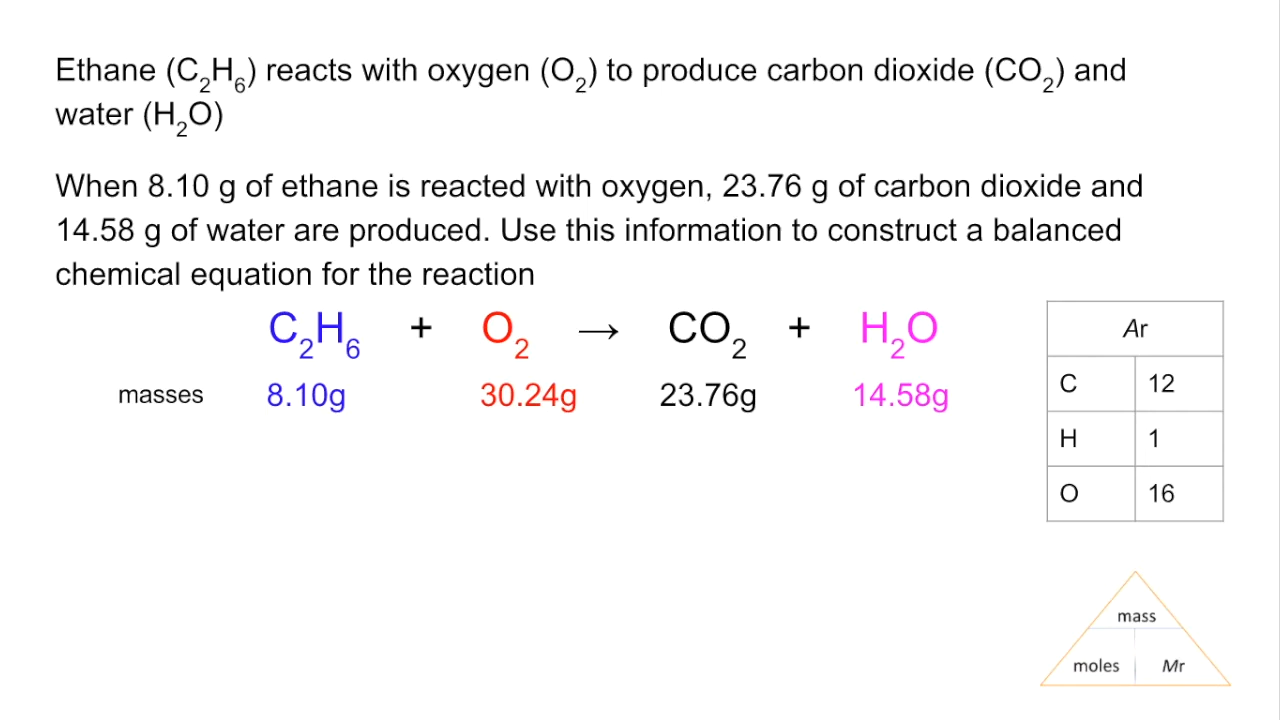 Ethane (C₂H₆) reacts with oxygen (O₂) to produce carbon dioxide (CO₂) and
water (H₂O)
When 8.10 g of ethane is reacted with oxygen, 23.76 g of carbon dioxide and
14.58 g of water are produced. Use this information to construct a balanced
chemical equation for the reaction
C₂H₆ + O₂ → CO₂ + H₂O
masses 8.10g 30.24g 23.76g 14.58g
Ar
C 12
H 1
O 16
mass
moles Mr